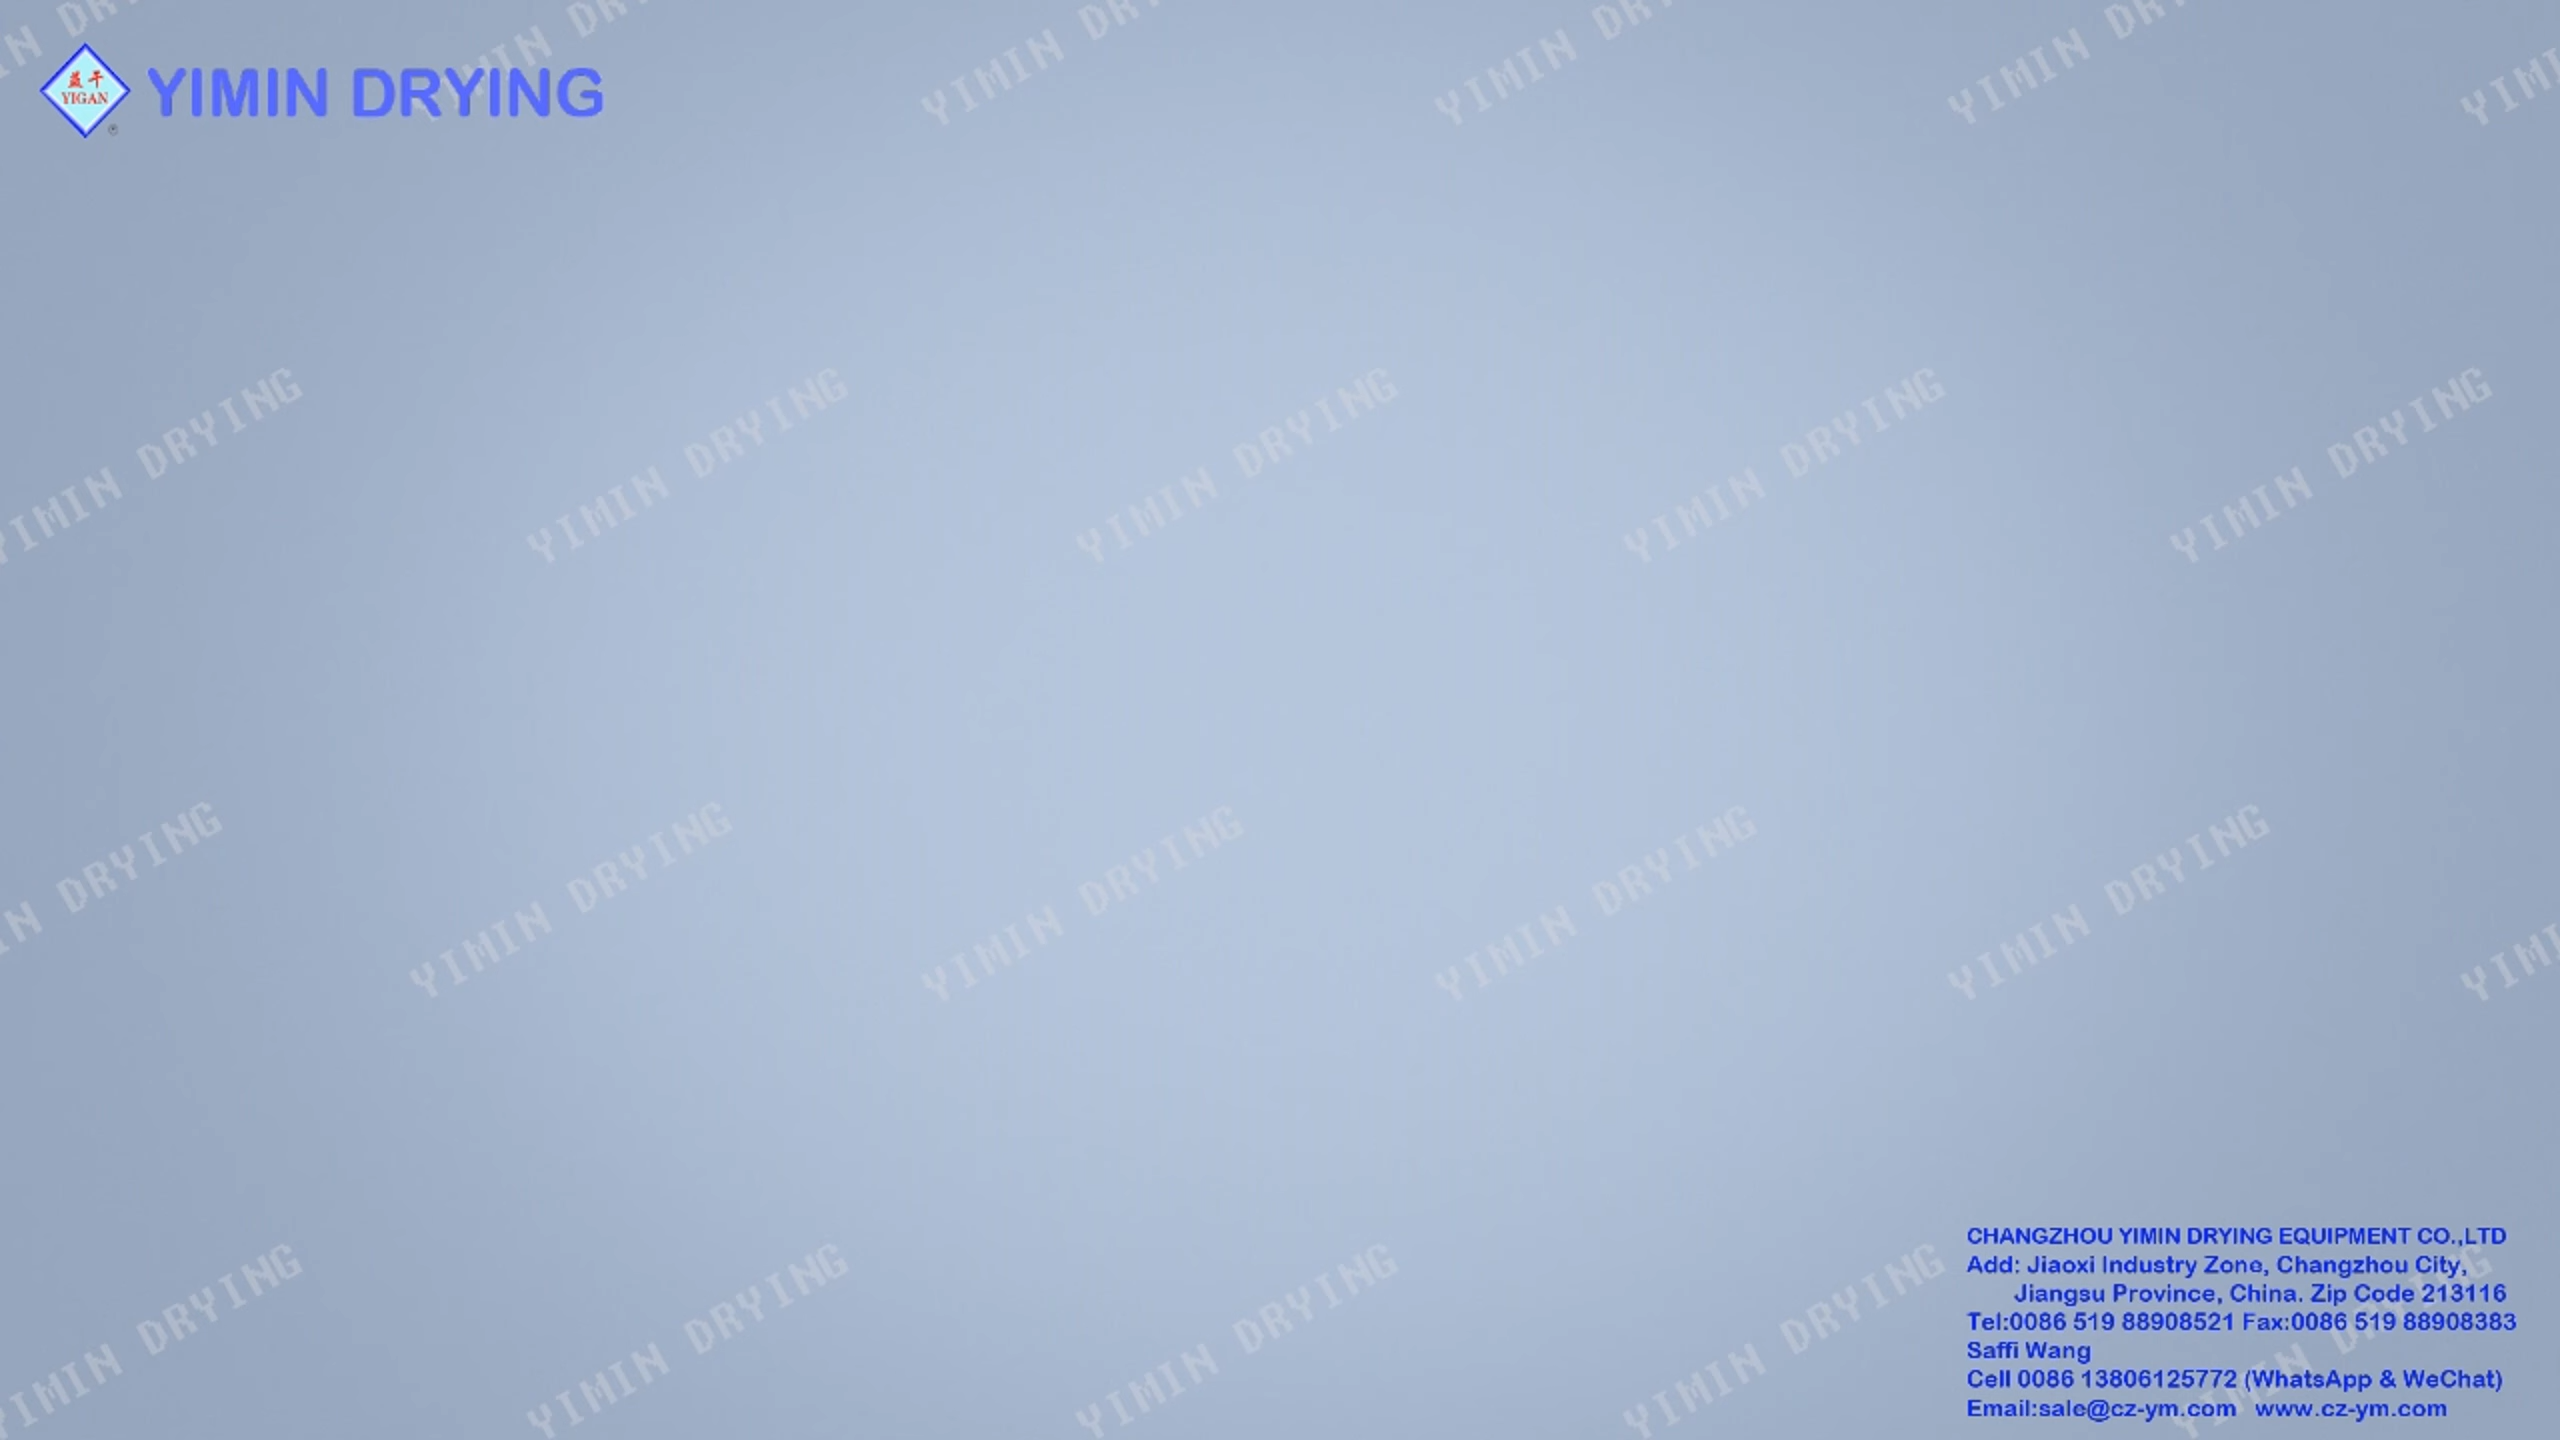 益干
YIGAN
®
YIMIN DRYING
YIMIN DRYING
CHANGZHOU YIMIN DRYING EQUIPMENT CO.,LTD
Add: Jiaoxi Industry Zone, Changzhou City,
Jiangsu Province, China. Zip Code 213116
Tel:0086 519 88908521 Fax:0086 519 88908383
Saffi Wang
Cell 0086 13806125772 (WhatsApp & WeChat)
Email:sale@cz-ym.com www.cz-ym.com